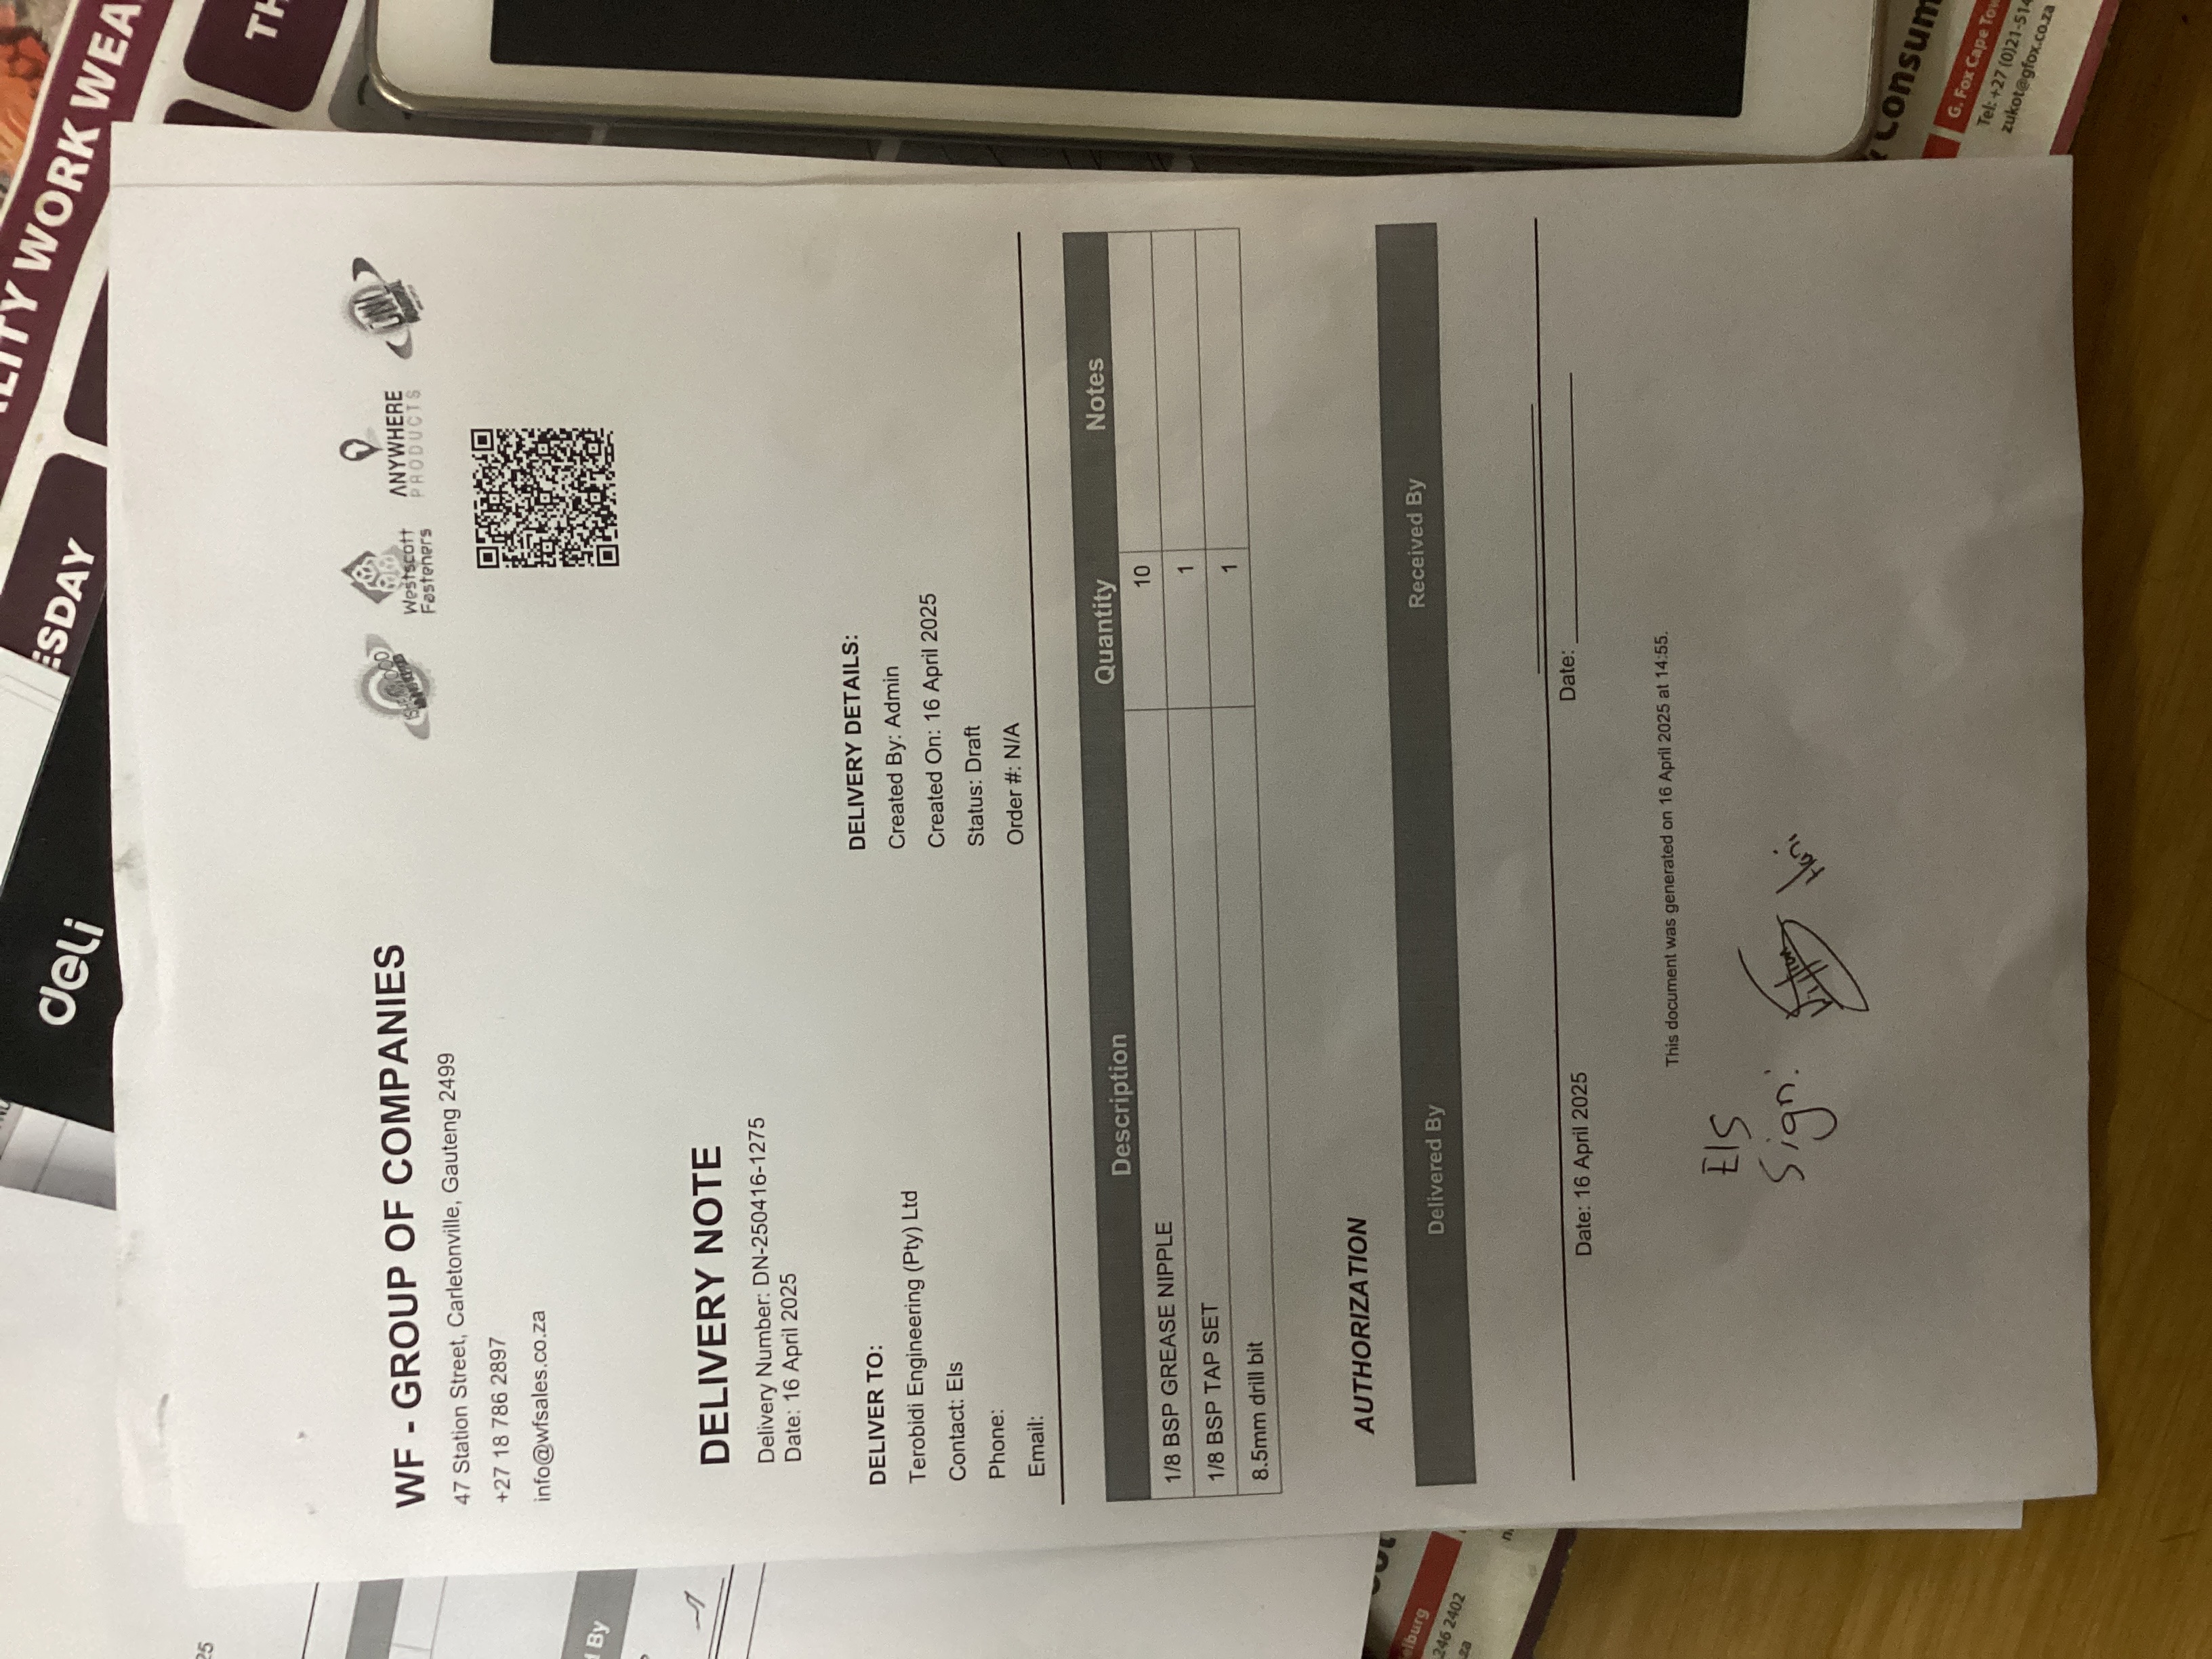 deli
ESDAY
LITY WORK WEA
TH
25
WF - GROUP OF COMPANIES
47 Station Street, Carletonville, Gauteng 2499
+27 18 786 2897
info@wfsales.co.za
Westscott
Fasteners
ANYWHERE
PRODUCTS
d By
DELIVERY NOTE
Delivery Number: DN-250416-1275
Date: 16 April 2025
DELIVER TO:
Terobidi Engineering (Pty) Ltd
Contact: Els
Phone:
Email:
DELIVERY DETAILS:
Created By: Admin
Created On: 16 April 2025
Status: Draft
Order #: N/A
Description Quantity Notes
1/8 BSP GREASE NIPPLE 10
1/8 BSP TAP SET 1
8.5mm drill bit 1
AUTHORIZATION
Delivered By Received By
Date: 16 April 2025 Date:
This document was generated on 16 April 2025 at 14:55.
Els
Sign:
elburg
246 2402
za
& Consum
G. Fox Cape Tow
Tel: +27 (0)21-514
zukot@gfox.co.za